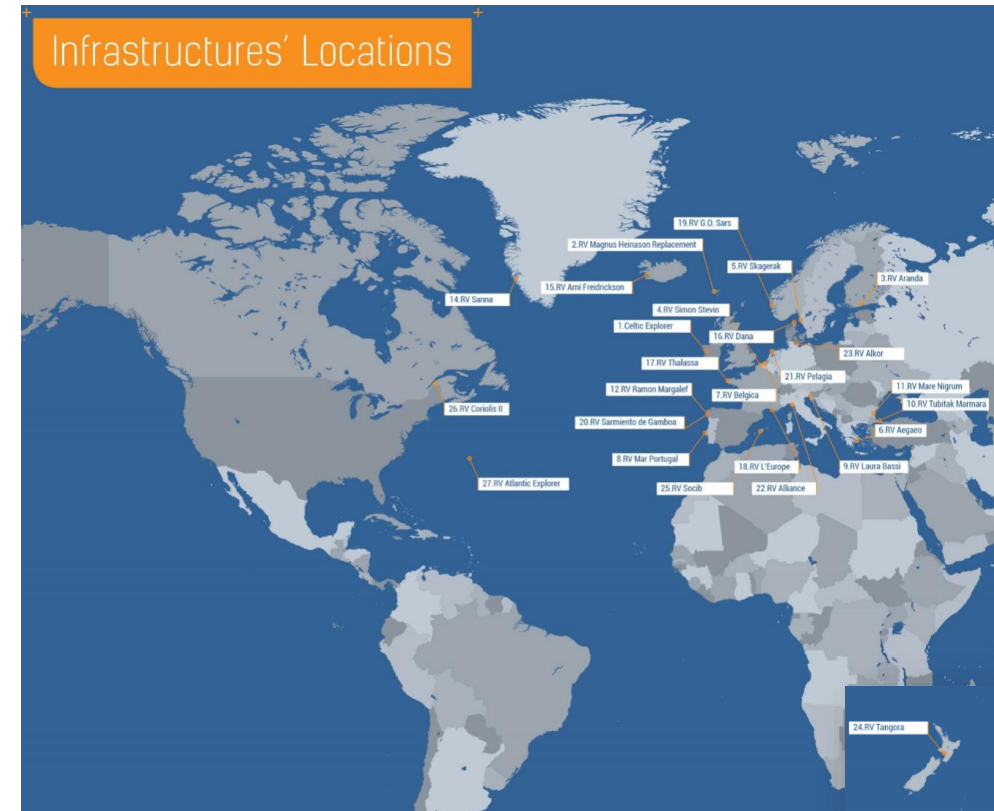 Infrastructures' Locations
19.RV G.O. Sars
2.RV Magnus Heinason Replacement
5.RV Skagerak
3.RV Aranda
15.RV Arni Freidrickson
14.RV Sanna
4.RV Simon Stevin
1.Celtic Explorer
16.RV Dana
23.RV Alkor
17.RV Thalassa
21.RV Pelagia
11.RV Mare Nigrum
12.RV Ramon Margalef
7.RV Belgica
10.RV Tubitak Marmara
26.RV Coriolis II
20.RV Sarmiento de Gamboa
6.RV Aegaeo
8.RV Mar Portugal
18.RV L'Europe
9.RV Laura Bassi
27.RV Atlantic Explorer
25.RV Socib
22.RV Alliance
24.RV Tangora